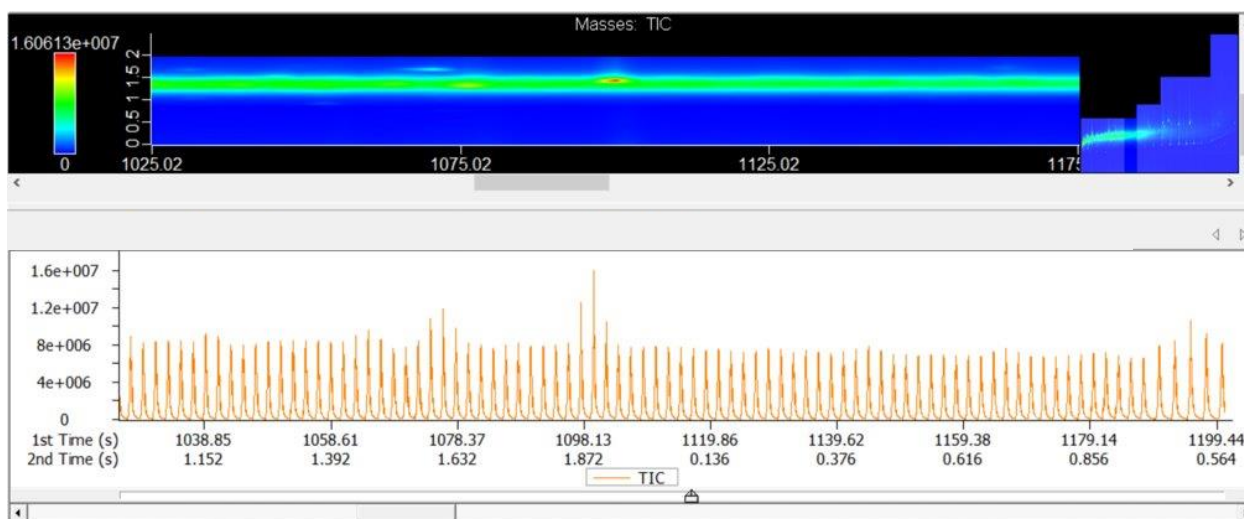 Masses: TIC
1.60613e+007
0
0 0.5 1 1.5 2
1025.02 1075.02 1125.02 1175
1.6e+007
1.2e+007
8e+006
4e+006
0
1st Time (s) 1038.85 1058.61 1078.37 1098.13 1119.86 1139.62 1159.38 1179.14 1199.44
2nd Time (s) 1.152 1.392 1.632 1.872 0.136 0.376 0.616 0.856 0.564
TIC